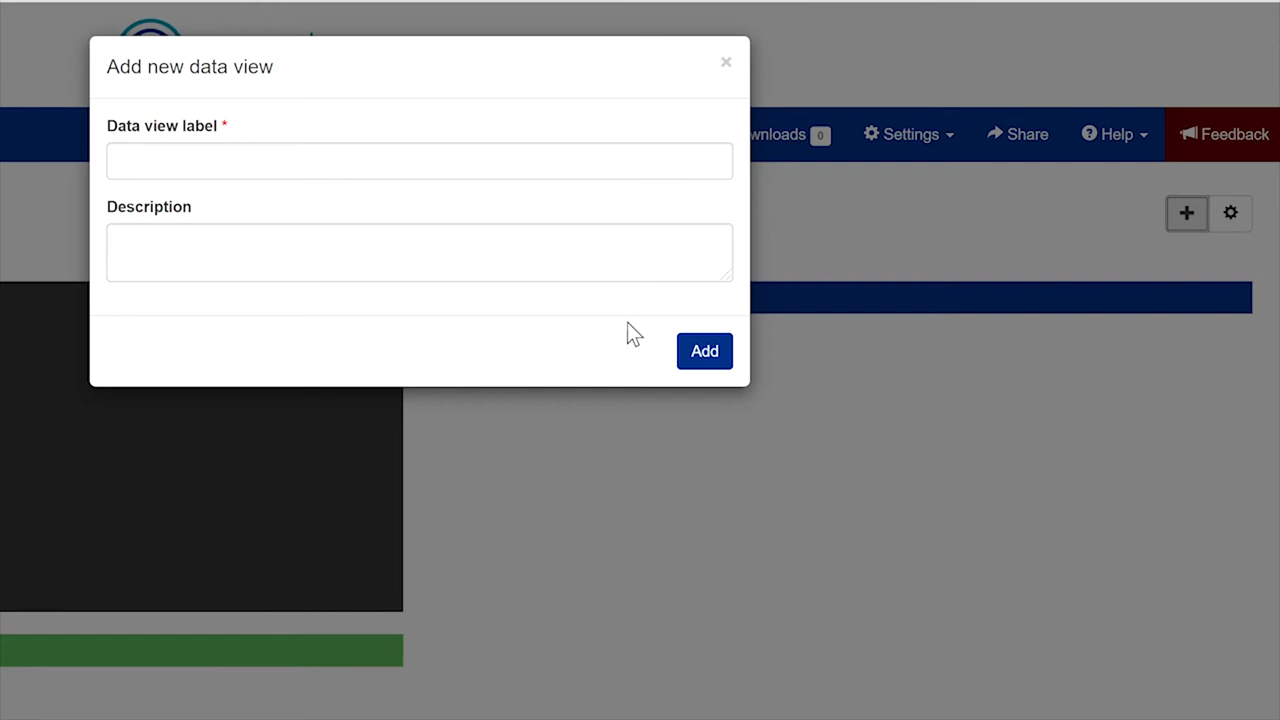 Add new data view ×
Data view label *
Description
Add
wnloads 0 Settings Share Help Feedback